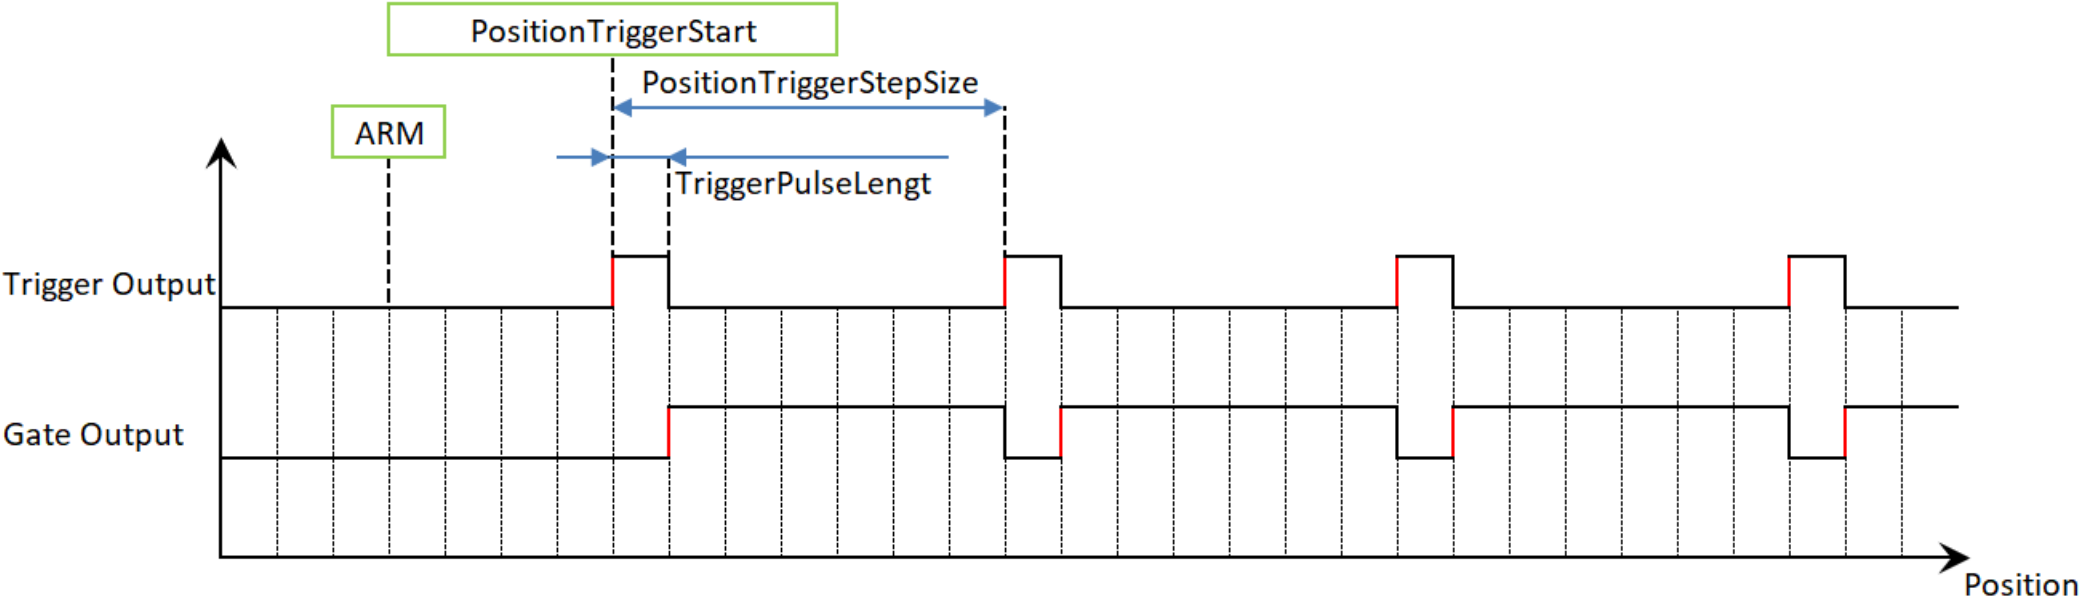 PositionTriggerStart
PositionTriggerStepSize
ARM
TriggerPulseLengt
Trigger Output
Gate Output
Position